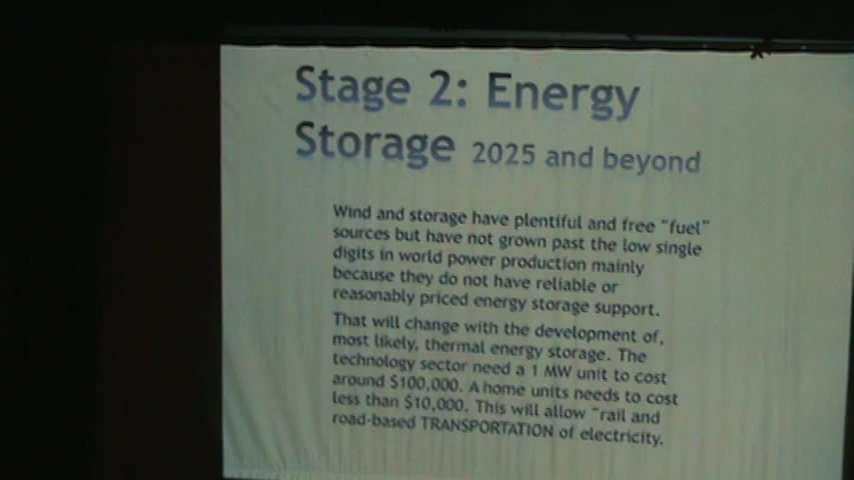 Stage 2: Energy
Storage 2025 and beyond
Wind and storage have plentiful and free "fuel"
sources but have not grown past the low single
digits in world power production mainly
because they do not have reliable or
reasonably priced energy storage support.
That will change with the development of,
most likely, thermal energy storage. The
technology sector need a 1 MW unit to cost
around $100,000. A home units needs to cost
less than $10,000. This will allow "rail and
road-based TRANSPORTATION of electricity.